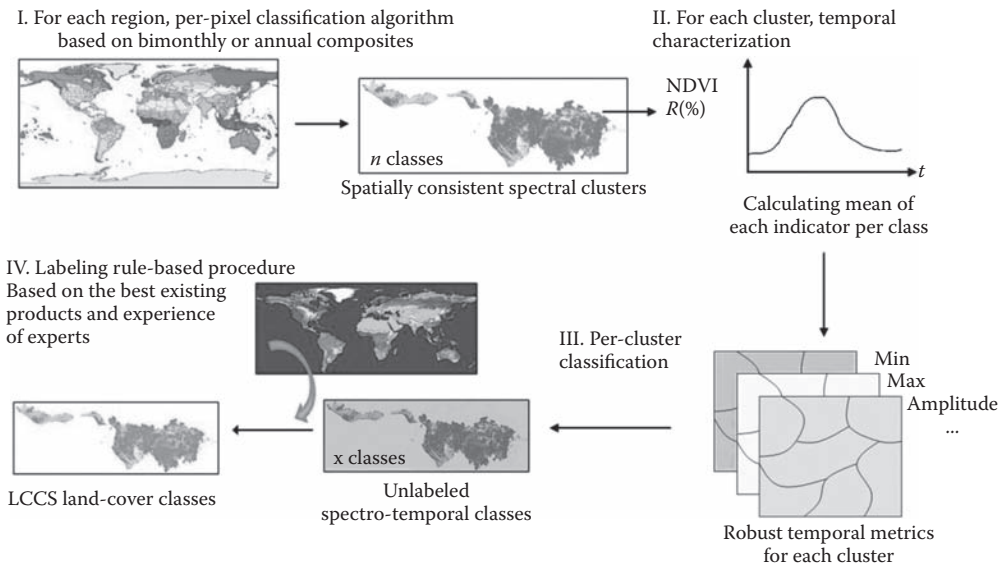 I. For each region, per-pixel classification algorithm
based on bimonthly or annual composites
n classes
Spatially consistent spectral clusters
II. For each cluster, temporal
characterization
NDVI
R(%)
t
Calculating mean of
each indicator per class
Min
Max
Amplitude
...
Robust temporal metrics
for each cluster
III. Per-cluster
classification
x classes
Unlabeled
spectro-temporal classes
IV. Labeling rule-based procedure
Based on the best existing
products and experience
of experts
LCCS land-cover classes